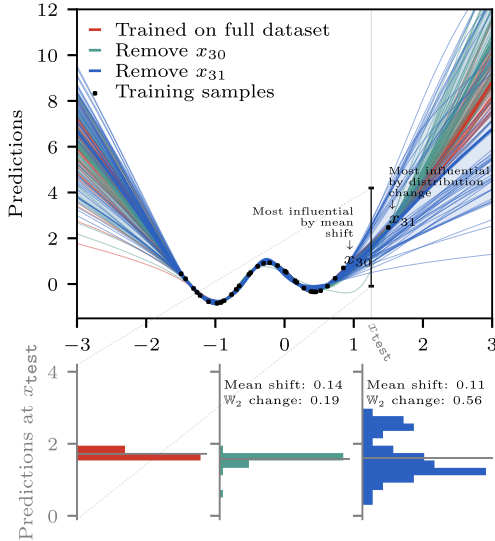 12
10
8
6
4
2
0
Predictions
Trained on full dataset
Remove x30
Remove x31
Training samples
Most influential
by distribution
change
↓
x31
Most influential
by mean
shift
↓
x30
−3
−2
−1
0
1
2
3
xtest
Predictions at xtest
4
2
0
Mean shift: 0.14
𝕎2 change: 0.19
Mean shift: 0.11
𝕎2 change: 0.56